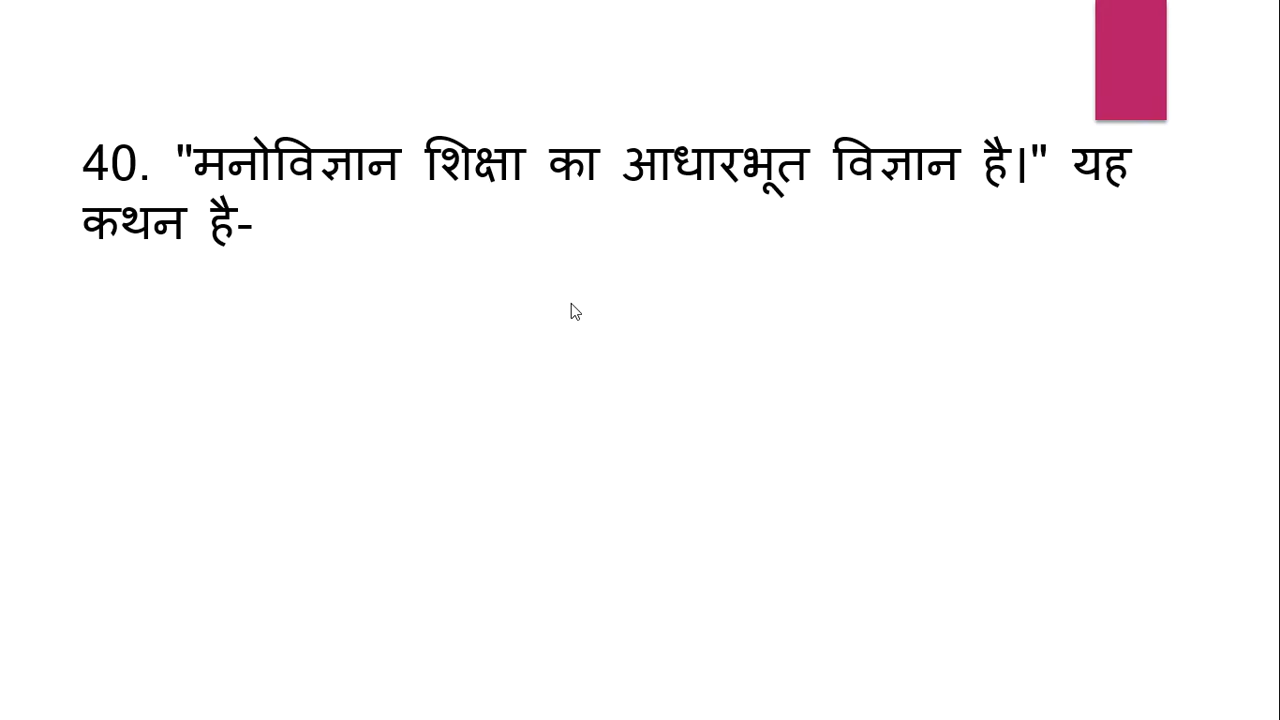 40. "मनोविज्ञान शिक्षा का आधारभूत विज्ञान है।" यह
कथन है-